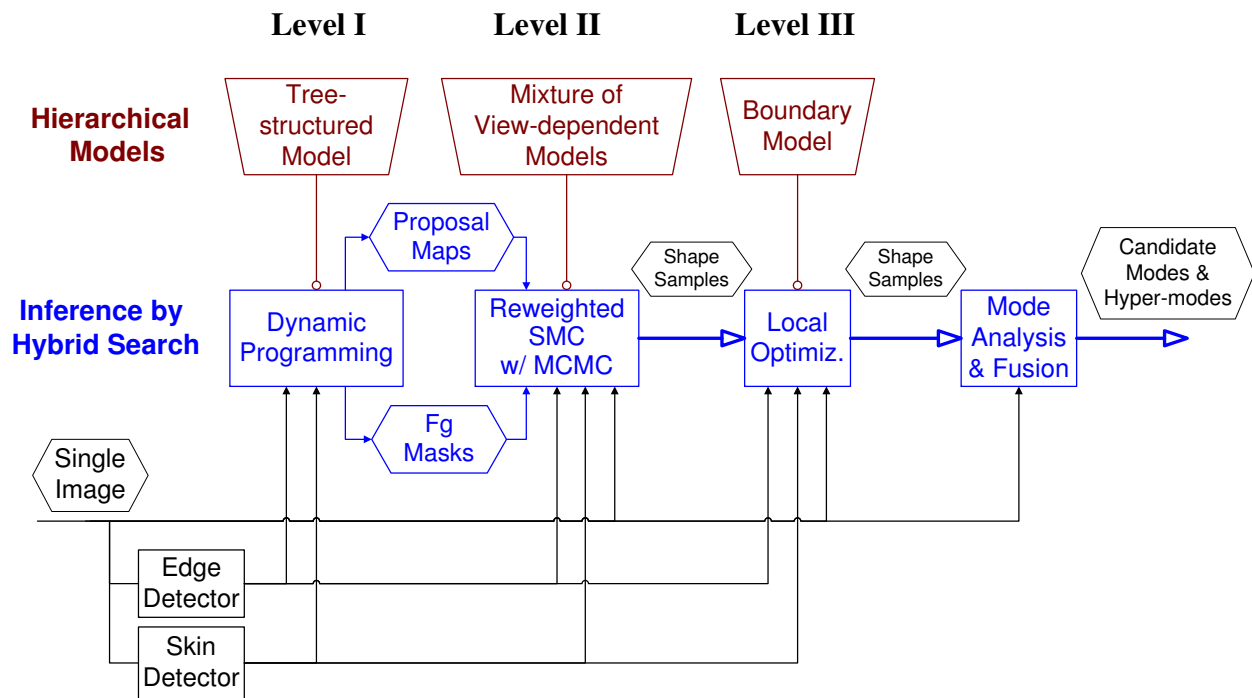 Level I
Level II
Level III
Hierarchical
Models
Tree-
structured
Model
Mixture of
View-dependent
Models
Boundary
Model
Proposal
Maps
Shape
Samples
Shape
Samples
Candidate
Modes &
Hyper-modes
Inference by
Hybrid Search
Dynamic
Programming
Reweighted
SMC
w/ MCMC
Local
Optimiz.
Mode
Analysis
& Fusion
Fg
Masks
Single
Image
Edge
Detector
Skin
Detector